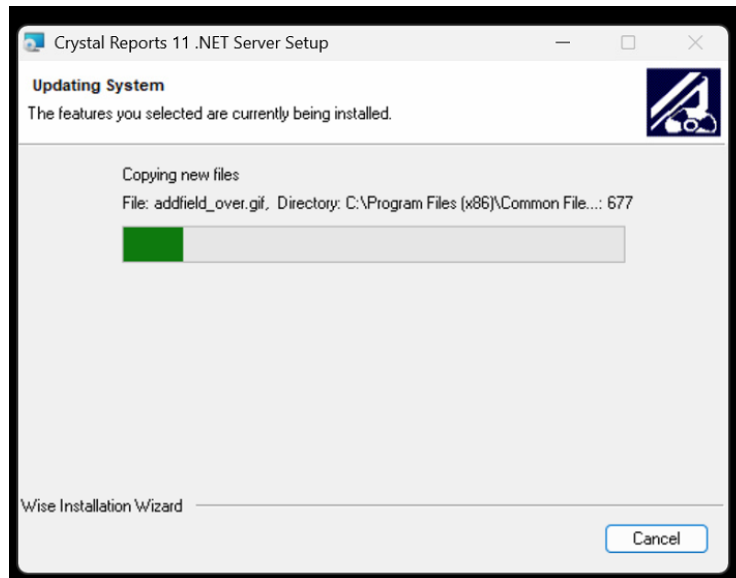 Crystal Reports 11 .NET Server Setup
Updating System
The features you selected are currently being installed.
Copying new files
File: addfield_over.gif, Directory: C:\Program Files (x86)\Common File...: 677
Wise Installation Wizard
Cancel